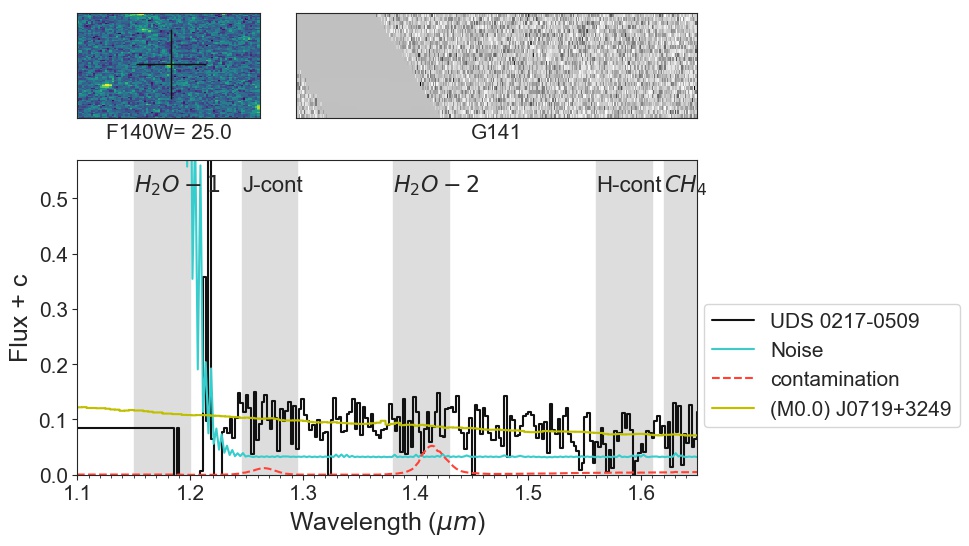 F140W= 25.0
G141
H₂O − 1
J-cont
H₂O − 2
H-cont
CH₄
0.5
0.4
0.3
0.2
0.1
0.0
Flux + c
1.1
1.2
1.3
1.4
1.5
1.6
Wavelength (μm)
UDS 0217-0509
Noise
contamination
(M0.0) J0719+3249